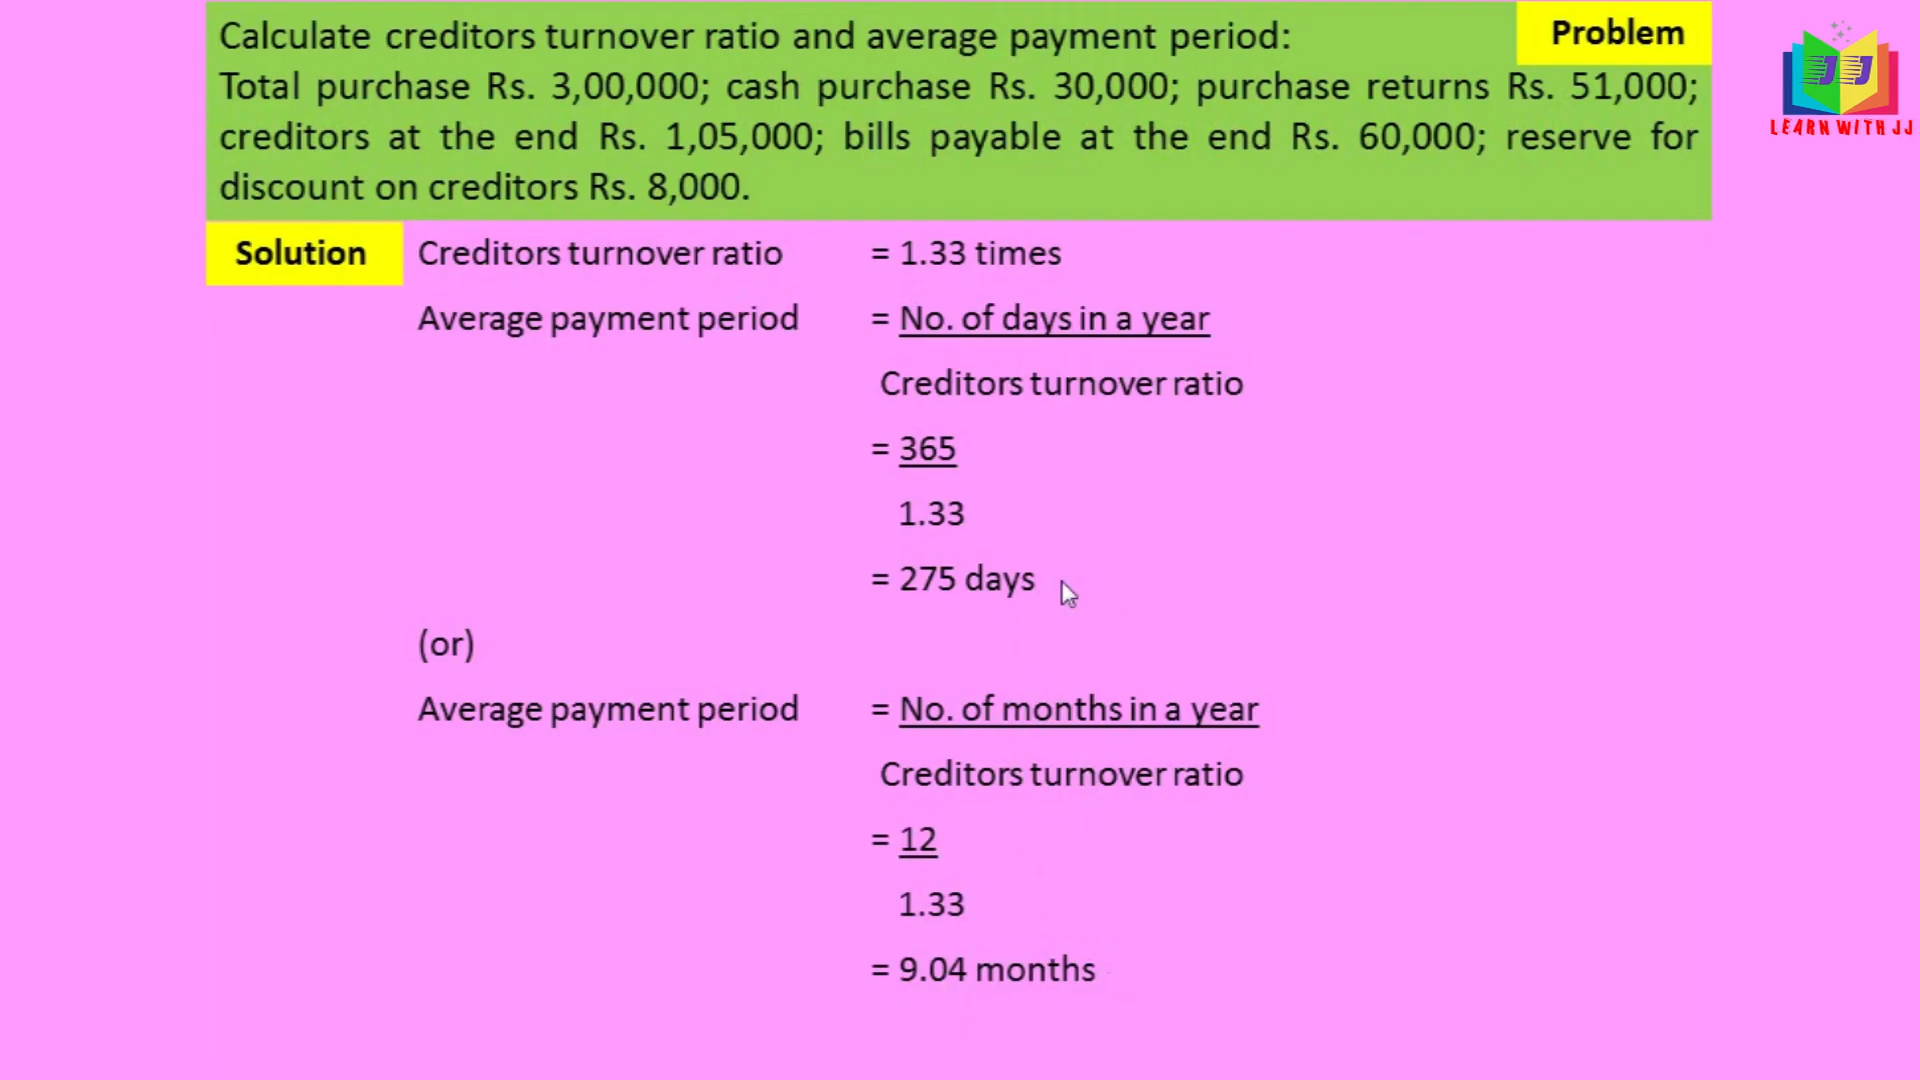 Calculate creditors turnover ratio and average payment period:
Problem
Total purchase Rs. 3,00,000; cash purchase Rs. 30,000; purchase returns Rs. 51,000;
creditors at the end Rs. 1,05,000; bills payable at the end Rs. 60,000; reserve for
discount on creditors Rs. 8,000.
LEARN WITH JJ
Solution
Creditors turnover ratio = 1.33 times
Average payment period = No. of days in a year
Creditors turnover ratio
= 365
1.33
= 275 days
(or)
Average payment period = No. of months in a year
Creditors turnover ratio
= 12
1.33
= 9.04 months